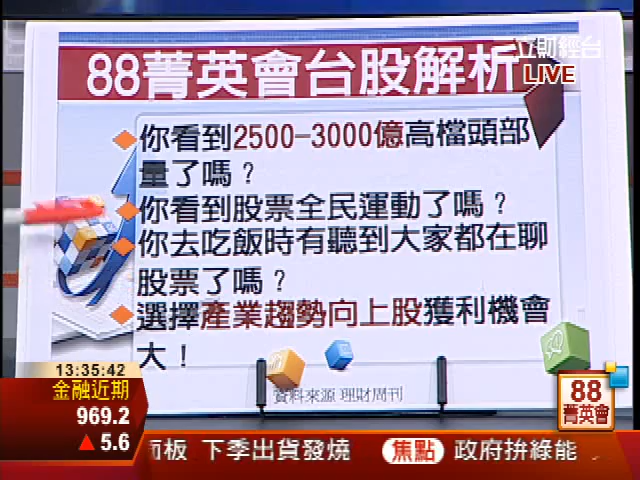 立財經台
LIVE
88菁英會台股解析
你看到2500-3000億高檔頭部
量了嗎？
你看到股票全民運動了嗎？
你去吃飯時有聽到大家都在聊
股票了嗎？
選擇產業趨勢向上股獲利機會
大！
資料來源 理財周刊
13:35:42
金融近期
969.2
▲5.6
88
菁英會
面板 下季出貨發燒 焦點 政府拚綠能